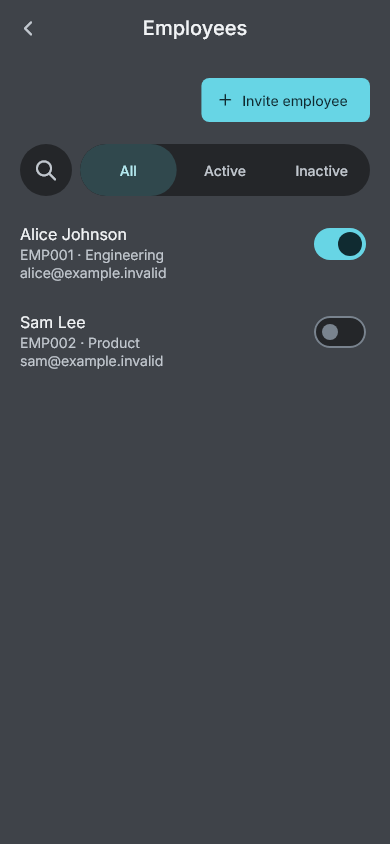 Employees
+ Invite employee
All
Active
Inactive
Alice Johnson
EMP001 · Engineering
alice@example.invalid
Sam Lee
EMP002 · Product
sam@example.invalid